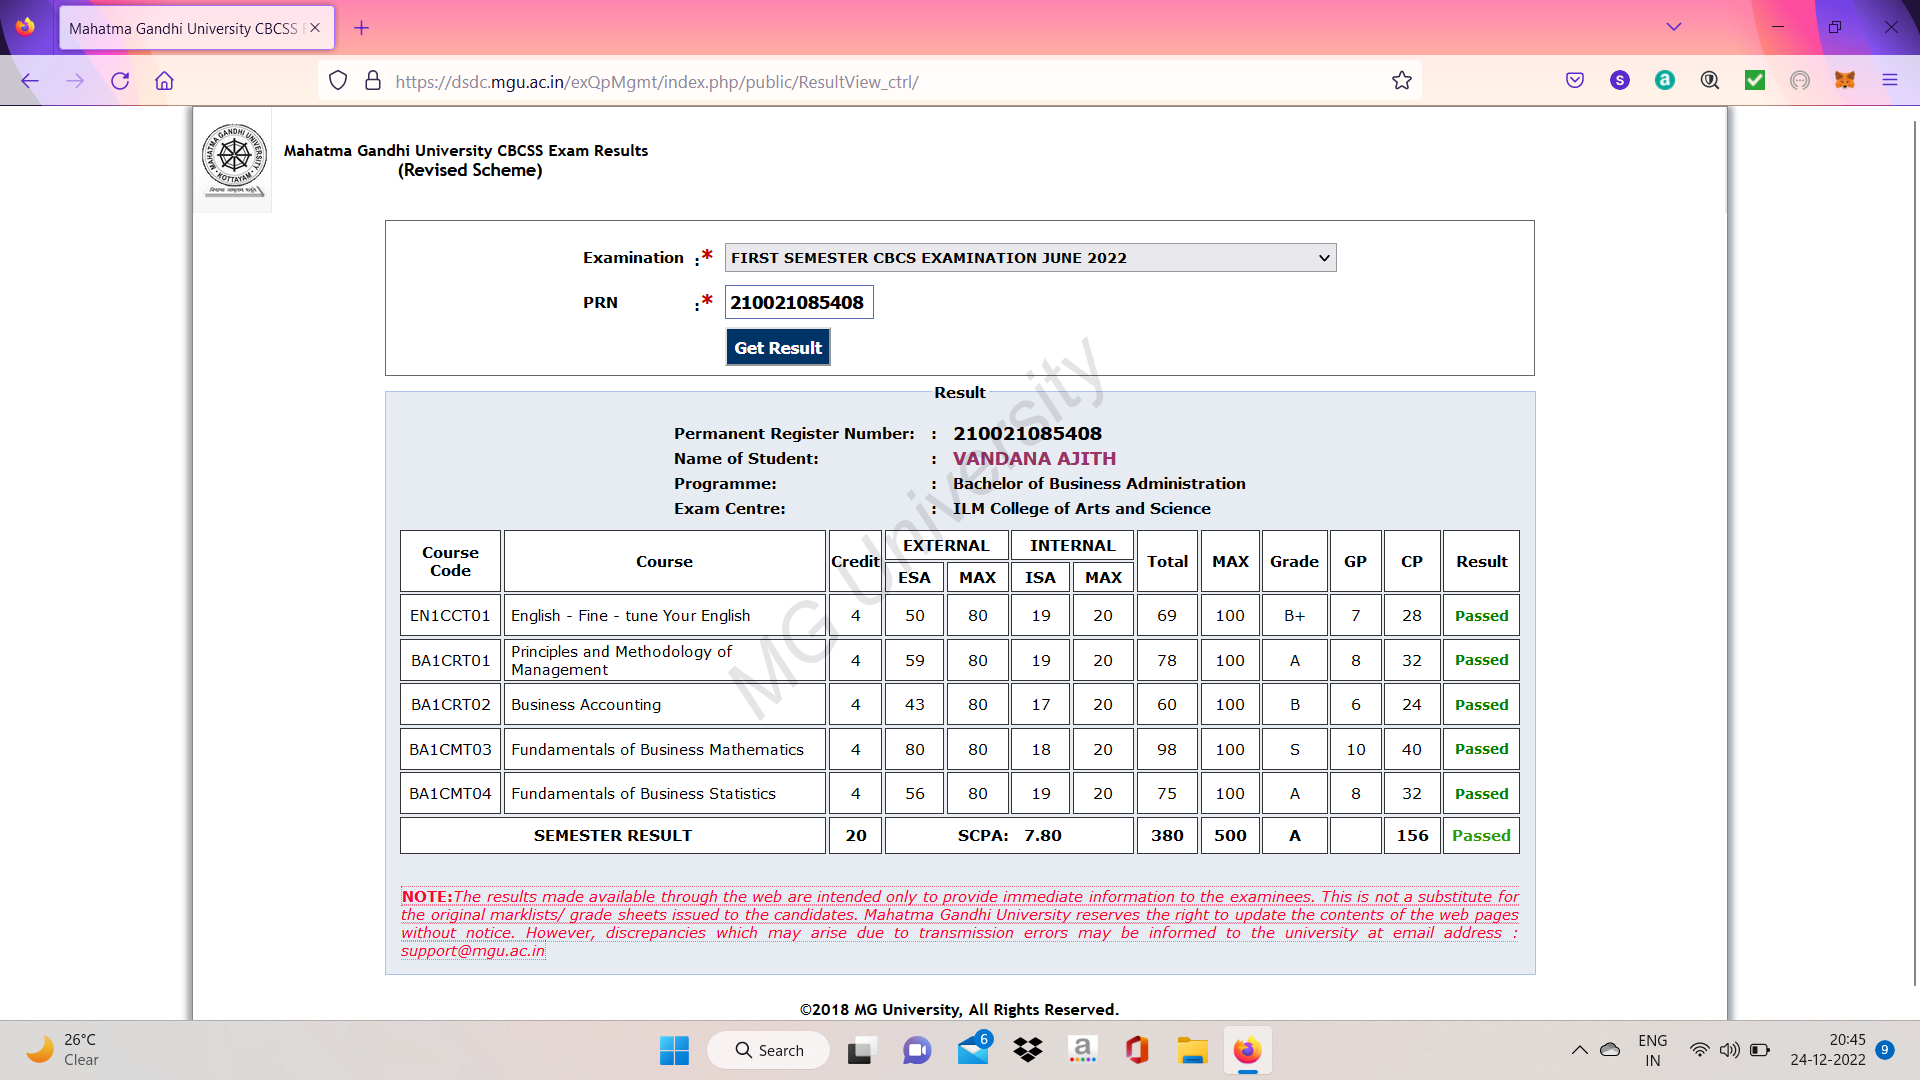 Mahatma Gandhi University CBCSS
https://dsdc.mgu.ac.in/exQpMgmt/index.php/public/ResultView_ctrl/
MAHATMA GANDHI UNIVERSITY
KOTTAYAM
Mahatma Gandhi University CBCSS Exam Results
(Revised Scheme)
Examination :* FIRST SEMESTER CBCS EXAMINATION JUNE 2022
PRN :* 210021085408
Get Result
Result
Permanent Register Number: : 210021085408
Name of Student: : VANDANA AJITH
Programme: : Bachelor of Business Administration
Exam Centre: : ILM College of Arts and Science
MG University
Course Code Course Credit EXTERNAL INTERNAL Total MAX Grade GP CP Result
ESA MAX ISA MAX
EN1CCT01 English - Fine - tune Your English 4 50 80 19 20 69 100 B+ 7 28 Passed
BA1CRT01 Principles and Methodology of Management 4 59 80 19 20 78 100 A 8 32 Passed
BA1CRT02 Business Accounting 4 43 80 17 20 60 100 B 6 24 Passed
BA1CMT03 Fundamentals of Business Mathematics 4 80 80 18 20 98 100 S 10 40 Passed
BA1CMT04 Fundamentals of Business Statistics 4 56 80 19 20 75 100 A 8 32 Passed
SEMESTER RESULT 20 SCPA: 7.80 380 500 A 156 Passed
NOTE:The results made available through the web are intended only to provide immediate information to the examinees. This is not a substitute for
the original marklists/ grade sheets issued to the candidates. Mahatma Gandhi University reserves the right to update the contents of the web pages
without notice. However, discrepancies which may arise due to transmission errors may be informed to the university at email address :
support@mgu.ac.in
©2018 MG University, All Rights Reserved.
26°C
Clear
Search
6
ENG
IN
20:45
24-12-2022
9